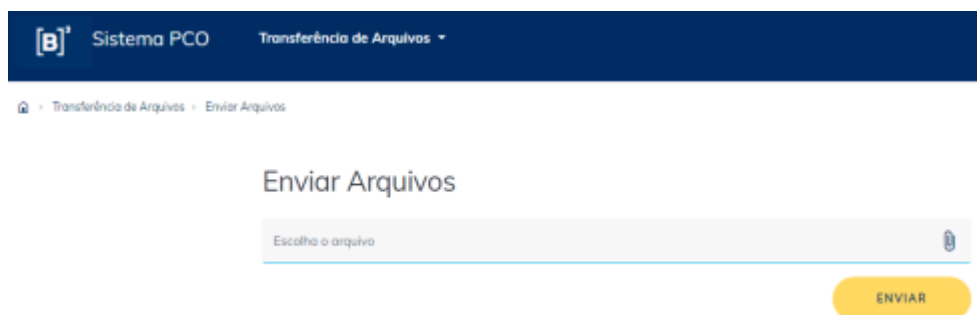 [B]³ Sistema PCO Transferência de Arquivos
Transferência de Arquivos > Enviar Arquivos
Enviar Arquivos
Escolha o arquivo
ENVIAR